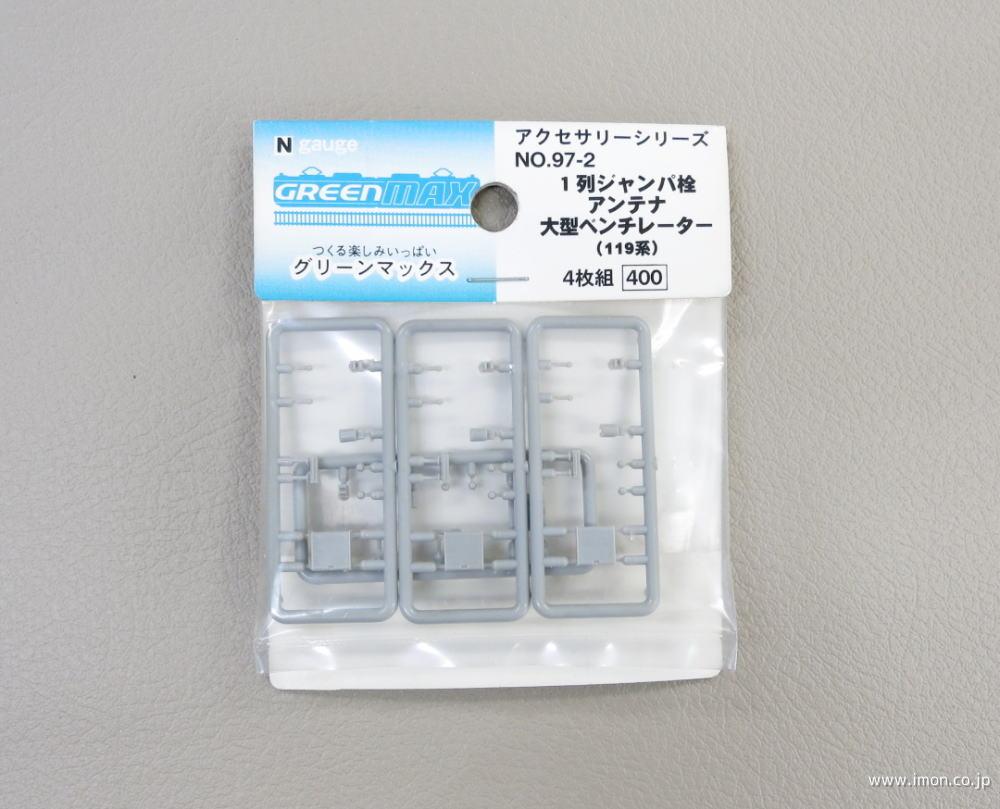 N gauge
GREENMAX
つくる楽しみいっぱい
グリーンマックス
アクセサリーシリーズ
NO.97-2
1列ジャンパ栓
アンテナ
大型ベンチレーター
(119系)
4枚組 400
www.imon.co.jp